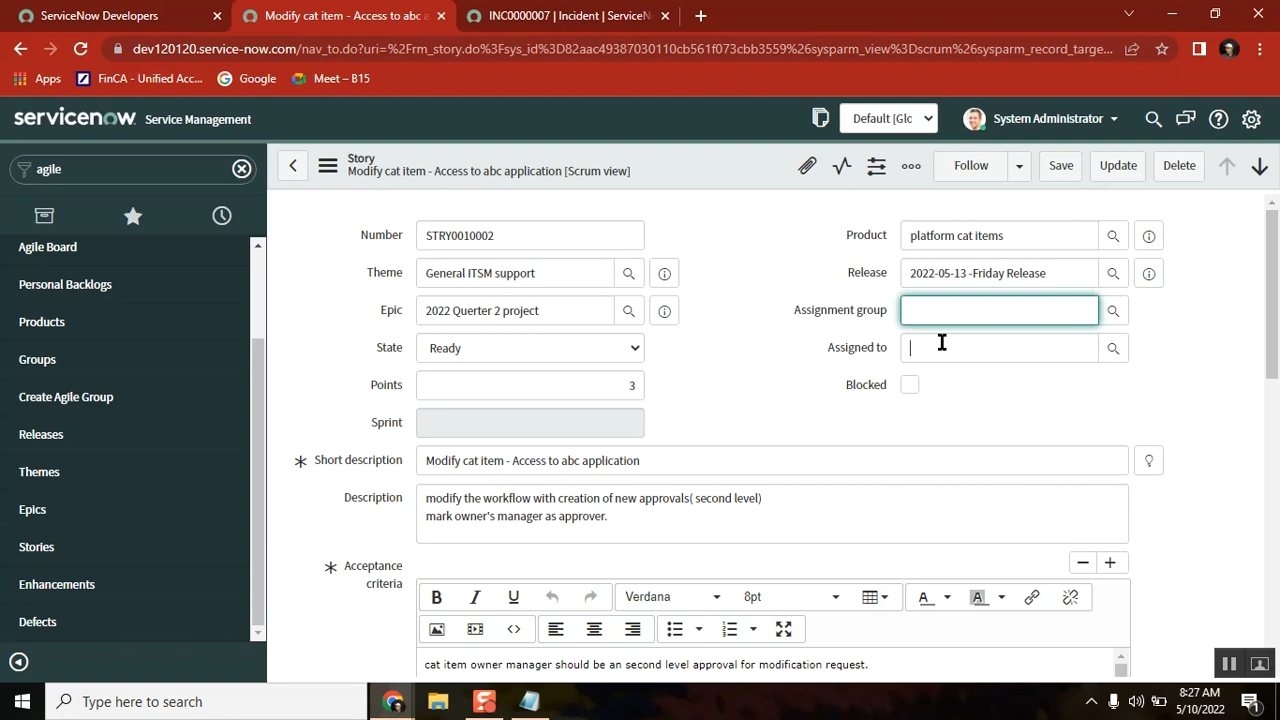 ServiceNow Developers
Modify cat item - Access to abc a
INC0000007 | Incident | ServiceN
dev120120.service-now.com/nav_to.do?uri=%2Frm_story.do%3Fsys_id%3D82aac49387030110cb561f073cbb3559%26sysparm_view%3Dscrum%26sysparm_record_targe...
Apps
FinCA - Unified Acc...
Google
Meet – B15
servicenow Service Management
Default [Glc
System Administrator
agile
Story
Modify cat item - Access to abc application [Scrum view]
Follow
Save
Update
Delete
Agile Board
Personal Backlogs
Products
Groups
Create Agile Group
Releases
Themes
Epics
Stories
Enhancements
Defects
Number STRY0010002
Product platform cat items
Theme General ITSM support
Release 2022-05-13 -Friday Release
Epic 2022 Querter 2 project
Assignment group
State Ready
Assigned to
Points 3
Blocked
Sprint
Short description Modify cat item - Access to abc application
Description modify the workflow with creation of new approvals( second level)
mark owner's manager as approver.
Acceptance
criteria
B I U Verdana 8pt A A
cat item owner manager should be an second level approval for modification request.
Type here to search
8:27 AM
5/10/2022
1